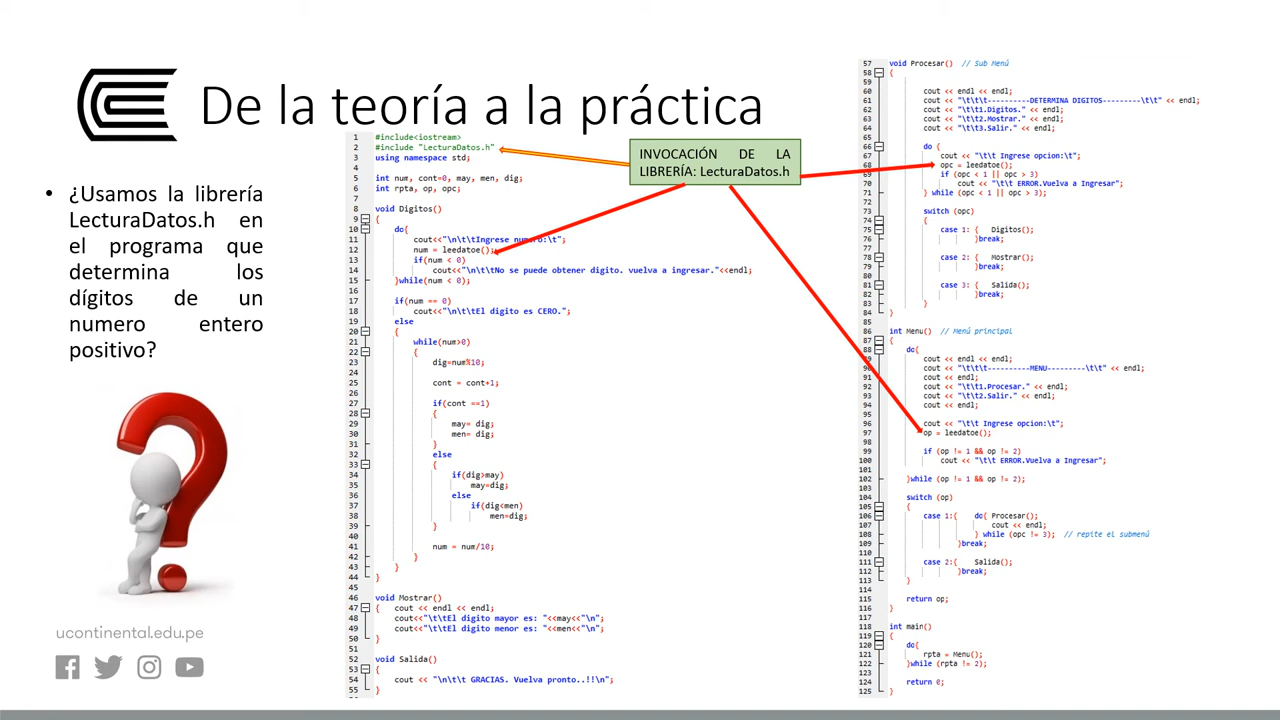 De la teoría a la práctica
• ¿Usamos la librería
LecturaDatos.h en
el programa que
determina los
dígitos de un
numero entero
positivo?
ucontinental.edu.pe
INVOCACIÓN DE LA
LIBRERÍA: LecturaDatos.h
1 #include<iostream>
2 #include "LecturaDatos.h"
3 using namespace std;
4
5 int num, cont=0, may, men, dig;
6 int rpta, op, opc;
7
8 void Digitos()
9 {
10 do{
11 cout<<"\n\t\tIngrese numero:\t";
12 num = leedatoe();
13 if(num < 0)
14 cout<<"\n\t\tNo se puede obtener digito. vuelva a ingresar."<<endl;
15 }while(num < 0);
16
17 if(num == 0)
18 cout<<"\n\t\tEl digito es CERO.";
19 else
20 {
21 while(num>0)
22 {
23 dig=num%10;
24
25 cont = cont+1;
26
27 if(cont ==1)
28 {
29 may= dig;
30 men= dig;
31 }
32 else
33 {
34 if(dig>may)
35 may=dig;
36 else
37 if(dig<men)
38 men=dig;
39 }
40
41 num = num/10;
42 }
43 }
44 }
45
46 void Mostrar()
47 { cout << endl << endl;
48 cout<<"\t\tEl digito mayor es: "<<may<<"\n";
49 cout<<"\t\tEl digito menor es: "<<men<<"\n";
50 }
51
52 void Salida()
53 {
54 cout << "\n\t\t GRACIAS. Vuelva pronto..!!\n";
55 }
57 void Procesar() // Sub Menú
58 {
59
60 cout << endl << endl;
61 cout << "\t\t\t----------DETERMINA DIGITOS---------\t\t" << endl;
62 cout << "\t\t1.Digitos." << endl;
63 cout << "\t\t2.Mostrar." << endl;
64 cout << "\t\t3.Salir." << endl;
65
66 do {
67 cout << "\t\t Ingrese opcion:\t";
68 opc = leedatoe();
69 if (opc < 1 || opc > 3)
70 cout << "\t\t ERROR.Vuelva a Ingresar";
71 } while (opc < 1 || opc > 3);
72
73 switch (opc)
74 {
75 case 1: { Digitos();
76 }break;
77
78 case 2: { Mostrar();
79 }break;
80
81 case 3: { Salida();
82 }break;
83 }
84 }
85
86 int Menu() // Menú principal
87 {
88 do{
89 cout << endl << endl;
90 cout << "\t\t\t----------MENU---------\t\t" << endl;
91 cout << endl;
92 cout << "\t\t1.Procesar." << endl;
93 cout << "\t\t2.Salir." << endl;
94 cout << endl;
95
96 cout << "\t\t Ingrese opcion:\t";
97 op = leedatoe();
98
99 if (op != 1 && op != 2)
100 cout << "\t\t ERROR.Vuelva a Ingresar";
101
102 }while (op != 1 && op != 2);
103
104 switch (op)
105 {
106 case 1:{ do{ Procesar();
107 cout << endl;
108 } while (opc != 3); // repite el submenú
109 }break;
110
111 case 2:{ Salida();
112 }break;
113 }
114
115 return op;
116 }
117
118 int main()
119 {
120 do{
121 rpta = Menu();
122 }while (rpta != 2);
123
124 return 0;
125 }